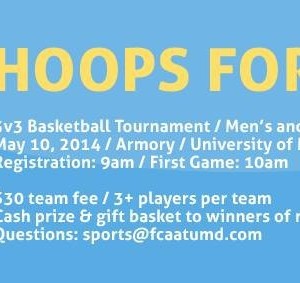 HOOPS FOR
3v3 Basketball Tournament / Men's and
May 10, 2014 / Armory / University of
Registration: 9am / First Game: 10am
$30 team fee / 3+ players per team
Cash prize & gift basket to winners of
Questions: sports@fcaatumd.com